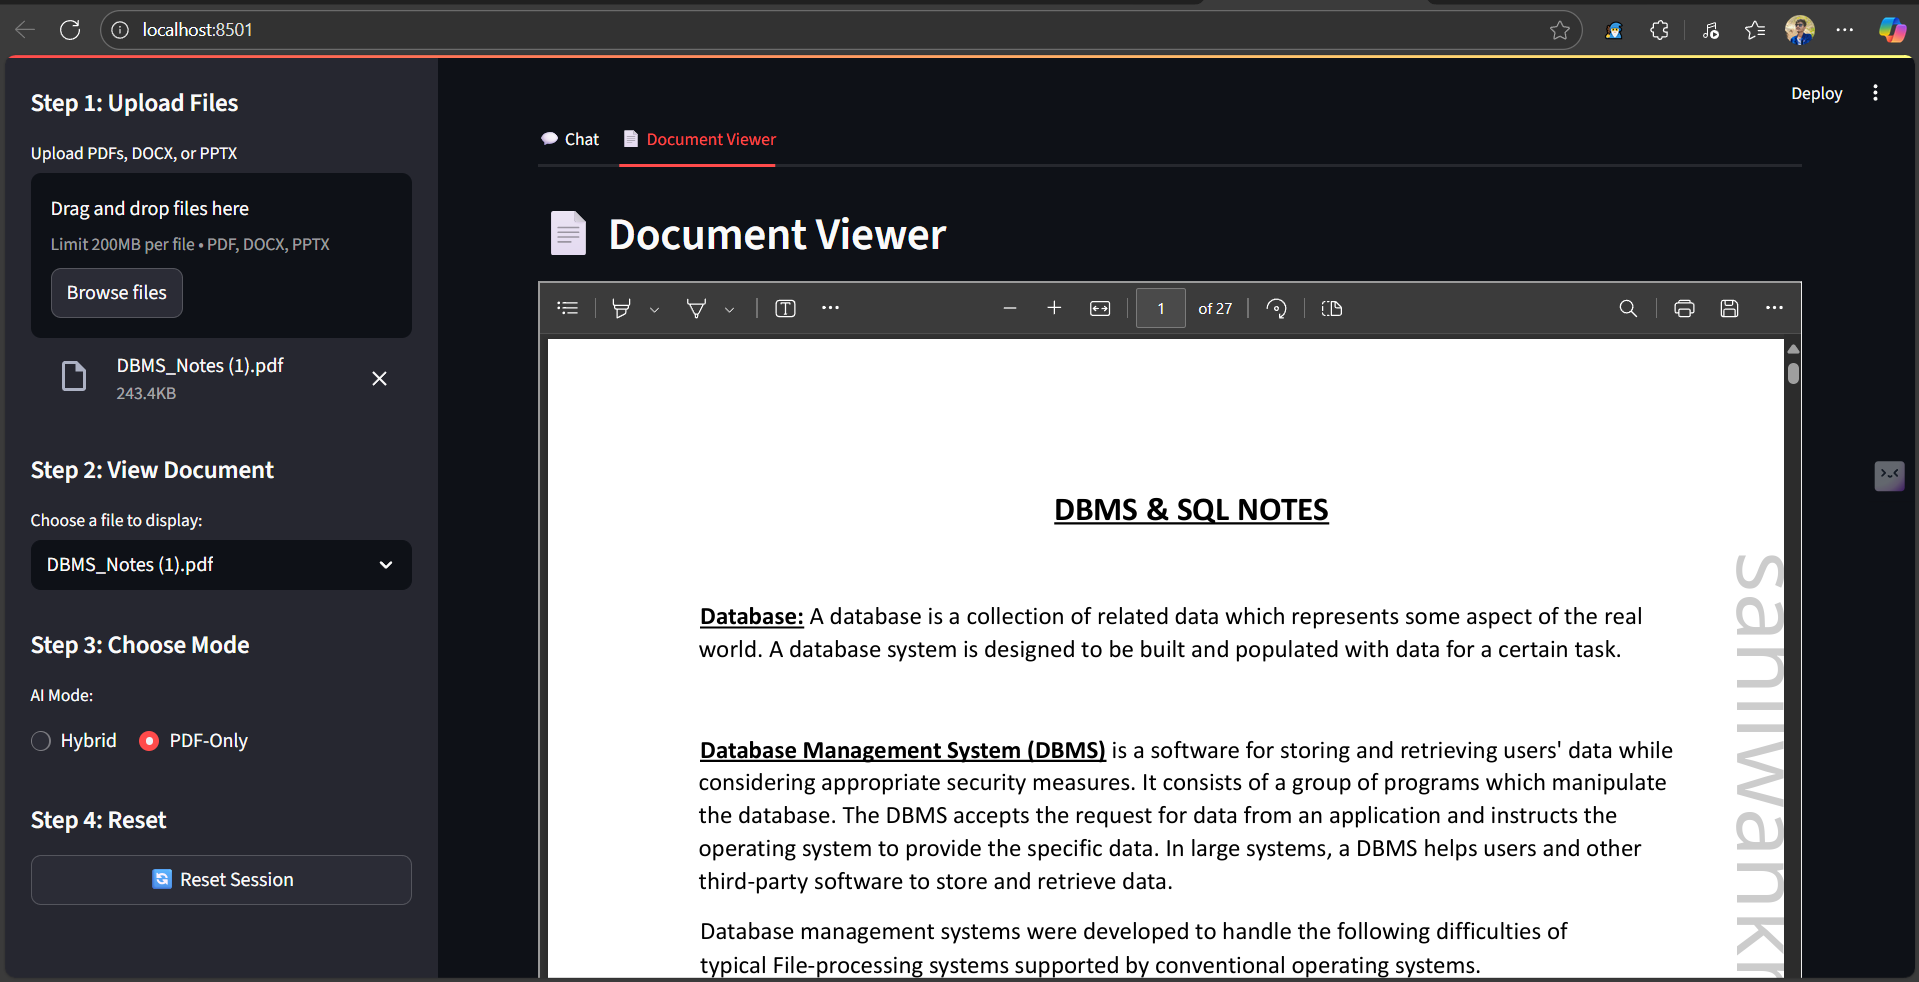 localhost:8501
Step 1: Upload Files
Upload PDFs, DOCX, or PPTX
Drag and drop files here
Limit 200MB per file • PDF, DOCX, PPTX
Browse files
DBMS_Notes (1).pdf
243.4KB
Step 2: View Document
Choose a file to display:
DBMS_Notes (1).pdf
Step 3: Choose Mode
AI Mode:
Hybrid
PDF-Only
Step 4: Reset
Reset Session
Deploy
Chat
Document Viewer
Document Viewer
1 of 27
DBMS & SQL NOTES
Database: A database is a collection of related data which represents some aspect of the real
world. A database system is designed to be built and populated with data for a certain task.
Database Management System (DBMS) is a software for storing and retrieving users' data while
considering appropriate security measures. It consists of a group of programs which manipulate
the database. The DBMS accepts the request for data from an application and instructs the
operating system to provide the specific data. In large systems, a DBMS helps users and other
third-party software to store and retrieve data.
Database management systems were developed to handle the following difficulties of
typical File-processing systems supported by conventional operating systems.